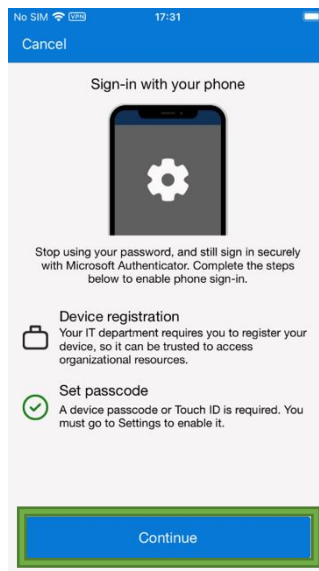 No SIM VPN 17:31
Cancel
Sign-in with your phone
Stop using your password, and still sign in securely
with Microsoft Authenticator. Complete the steps
below to enable phone sign-in.
Device registration
Your IT department requires you to register your
device, so it can be trusted to access
organizational resources.
Set passcode
A device passcode or Touch ID is required. You
must go to Settings to enable it.
Continue